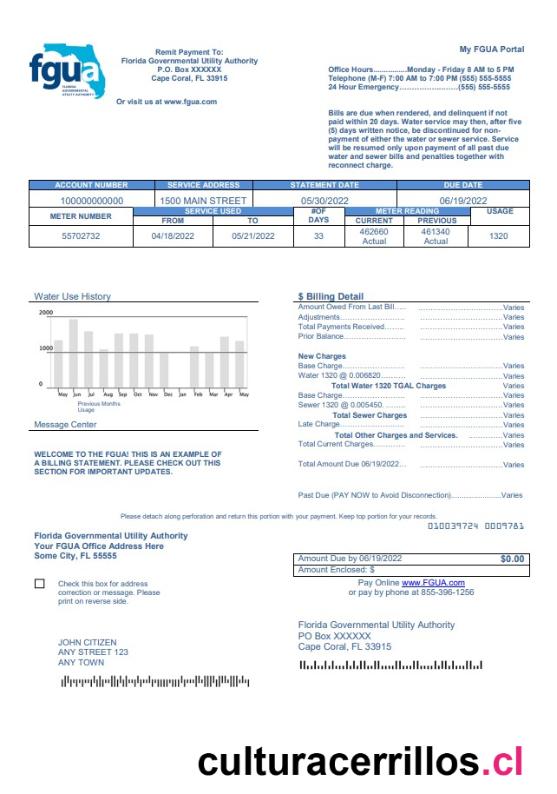 fgua
FLORIDA
GOVERNMENTAL
UTILITY AUTHORITY
Remit Payment To:
Florida Governmental Utility Authority
P.O. Box XXXXXX
Cape Coral, FL 33915
Or visit us at www.fgua.com
My FGUA Portal
Office Hours...............Monday - Friday 8 AM to 5 PM
Telephone (M-F) 7:00 AM to 7:00 PM (555) 555-5555
24 Hour Emergency......................(555) 555-5555
Bills are due when rendered, and delinquent if not
paid within 20 days. Water service may then, after five
(5) days written notice, be discontinued for non-
payment of either the water or sewer service. Service
will be resumed only upon payment of all past due
water and sewer bills and penalties together with
reconnect charge.
ACCOUNT NUMBER SERVICE ADDRESS STATEMENT DATE DUE DATE
100000000000 1500 MAIN STREET 05/30/2022 06/19/2022
METER NUMBER SERVICE USED #OF DAYS METER READING USAGE
FROM TO CURRENT PREVIOUS
55702732 04/18/2022 05/21/2022 33 462660 Actual 461340 Actual 1320
Water Use History
2000
1000
0
May Jun Jul Aug Sep Oct Nov Dec Jan Feb Mar Apr May
Previous Months
Usage
Message Center
WELCOME TO THE FGUA! THIS IS AN EXAMPLE OF
A BILLING STATEMENT. PLEASE CHECK OUT THIS
SECTION FOR IMPORTANT UPDATES.
$ Billing Detail
Amount Owed From Last Bill..... ..............................Varies
Adjustments.............................. ..............................Varies
Total Payments Received........ ..............................Varies
Prior Balance............................ ..............................Varies
New Charges
Base Charge............................ ..............................Varies
Water 1320 @ 0.006820........... ..............................Varies
Total Water 1320 TGAL Charges ...............Varies
Base Charge............................ ..............................Varies
Sewer 1320 @ 0.005450.......... ..............................Varies
Total Sewer Charges ..............................Varies
Late Charge............................. ..............................Varies
Total Other Charges and Services. ............Varies
Total Current Charges.............. ..............................Varies
Total Amount Due 06/19/2022... ..............................Varies
Past Due (PAY NOW to Avoid Disconnection)....................Varies
Please detach along perforation and return this portion with your payment. Keep top portion for your records.
010039724 0009781
Florida Governmental Utility Authority
Your FGUA Office Address Here
Some City, FL 55555
Check this box for address
correction or message. Please
print on reverse side.
Amount Due by 06/19/2022 $0.00
Amount Enclosed: $
Pay Online www.FGUA.com
or pay by phone at 855-396-1256
JOHN CITIZEN
ANY STREET 123
ANY TOWN
Florida Governmental Utility Authority
PO Box XXXXXX
Cape Coral, FL 33915
culturacerrillos.cl